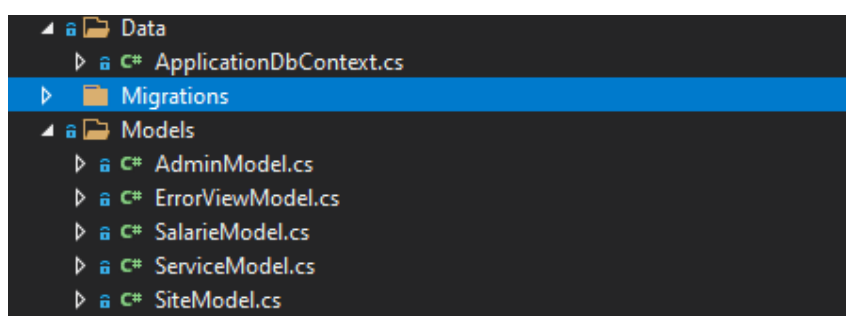 Data
C# ApplicationDbContext.cs
Migrations
Models
C# AdminModel.cs
C# ErrorViewModel.cs
C# SalarieModel.cs
C# ServiceModel.cs
C# SiteModel.cs